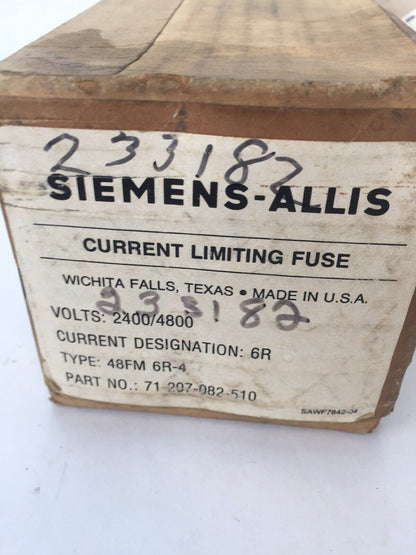 233182
SIEMENS-ALLIS
CURRENT LIMITING FUSE
WICHITA FALLS, TEXAS • MADE IN U.S.A.
233182
VOLTS: 2400/4800
CURRENT DESIGNATION: 6R
TYPE: 48FM 6R-4
PART NO.: 71-207-082-510
SAWF7842-04